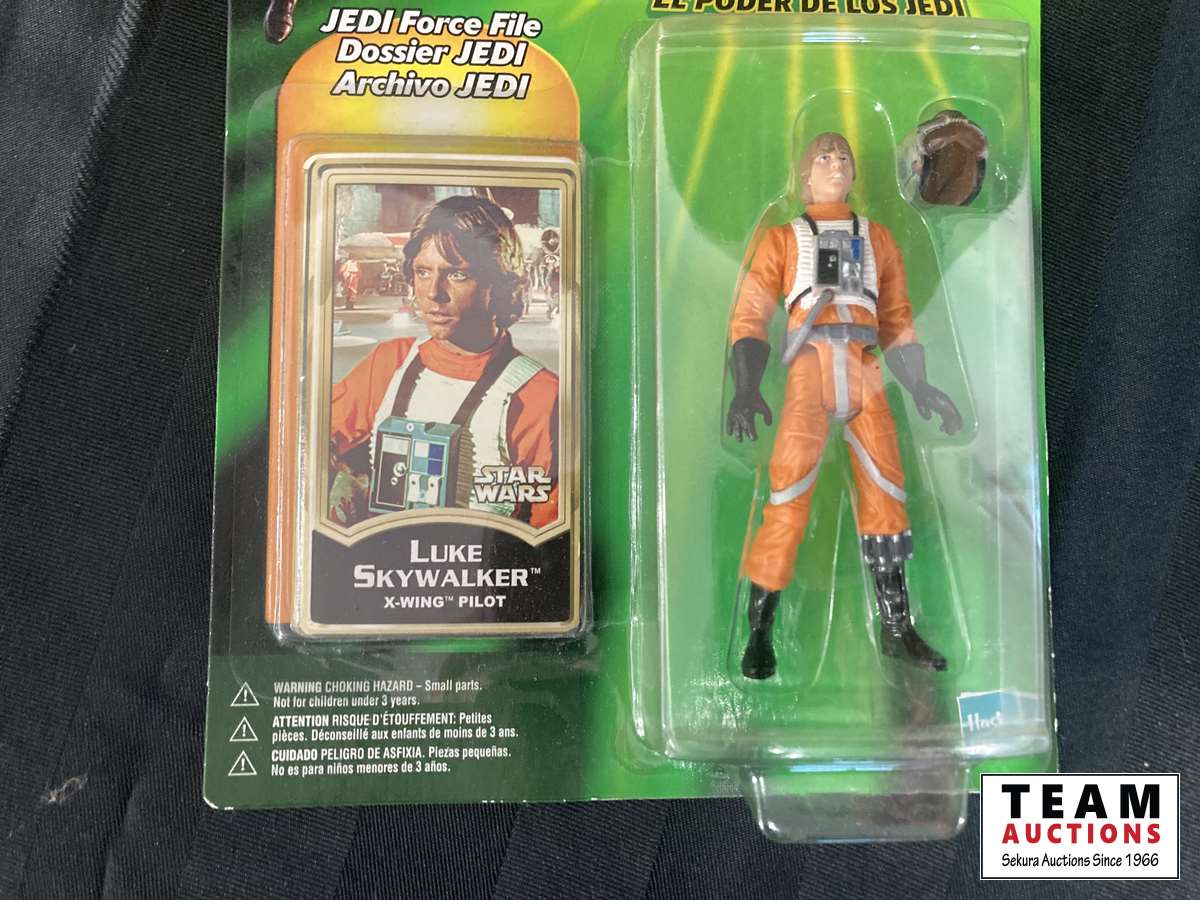 EL PODER DE LOS JEDI
JEDI Force File
Dossier JEDI
Archivo JEDI
STAR
WARS
LUKE
SKYWALKER™
X-WING™ PILOT
WARNING CHOKING HAZARD – Small parts.
Not for children under 3 years.
ATTENTION RISQUE D'ÉTOUFFEMENT: Petites
pièces. Déconseillé aux enfants de moins de 3 ans.
CUIDADO PELIGRO DE ASFIXIA. Piezas pequeñas.
No es para niños menores de 3 años.
TEAM
AUCTIONS
Sekura Auctions Since 1966